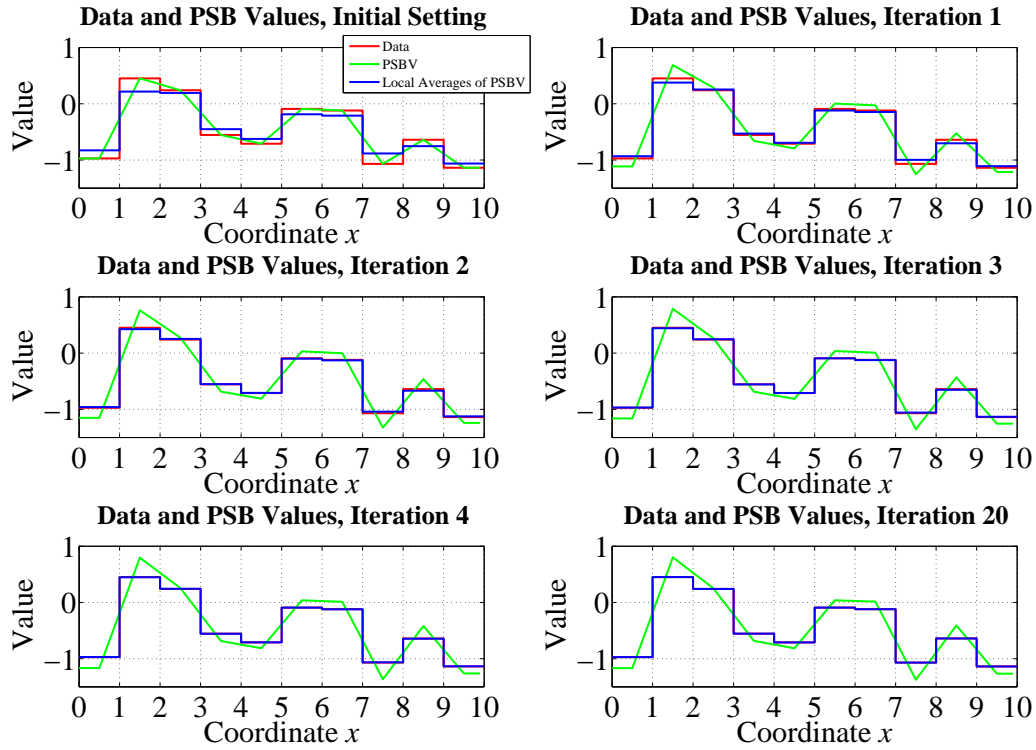 Data and PSB Values, Initial Setting
Data
PSBV
Local Averages of PSBV
Value
1
0
−1
0 1 2 3 4 5 6 7 8 9 10
Coordinate x
Data and PSB Values, Iteration 1
Value
1
0
−1
0 1 2 3 4 5 6 7 8 9 10
Coordinate x
Data and PSB Values, Iteration 2
Value
1
0
−1
0 1 2 3 4 5 6 7 8 9 10
Coordinate x
Data and PSB Values, Iteration 3
Value
1
0
−1
0 1 2 3 4 5 6 7 8 9 10
Coordinate x
Data and PSB Values, Iteration 4
Value
1
0
−1
0 1 2 3 4 5 6 7 8 9 10
Coordinate x
Data and PSB Values, Iteration 20
Value
1
0
−1
0 1 2 3 4 5 6 7 8 9 10
Coordinate x